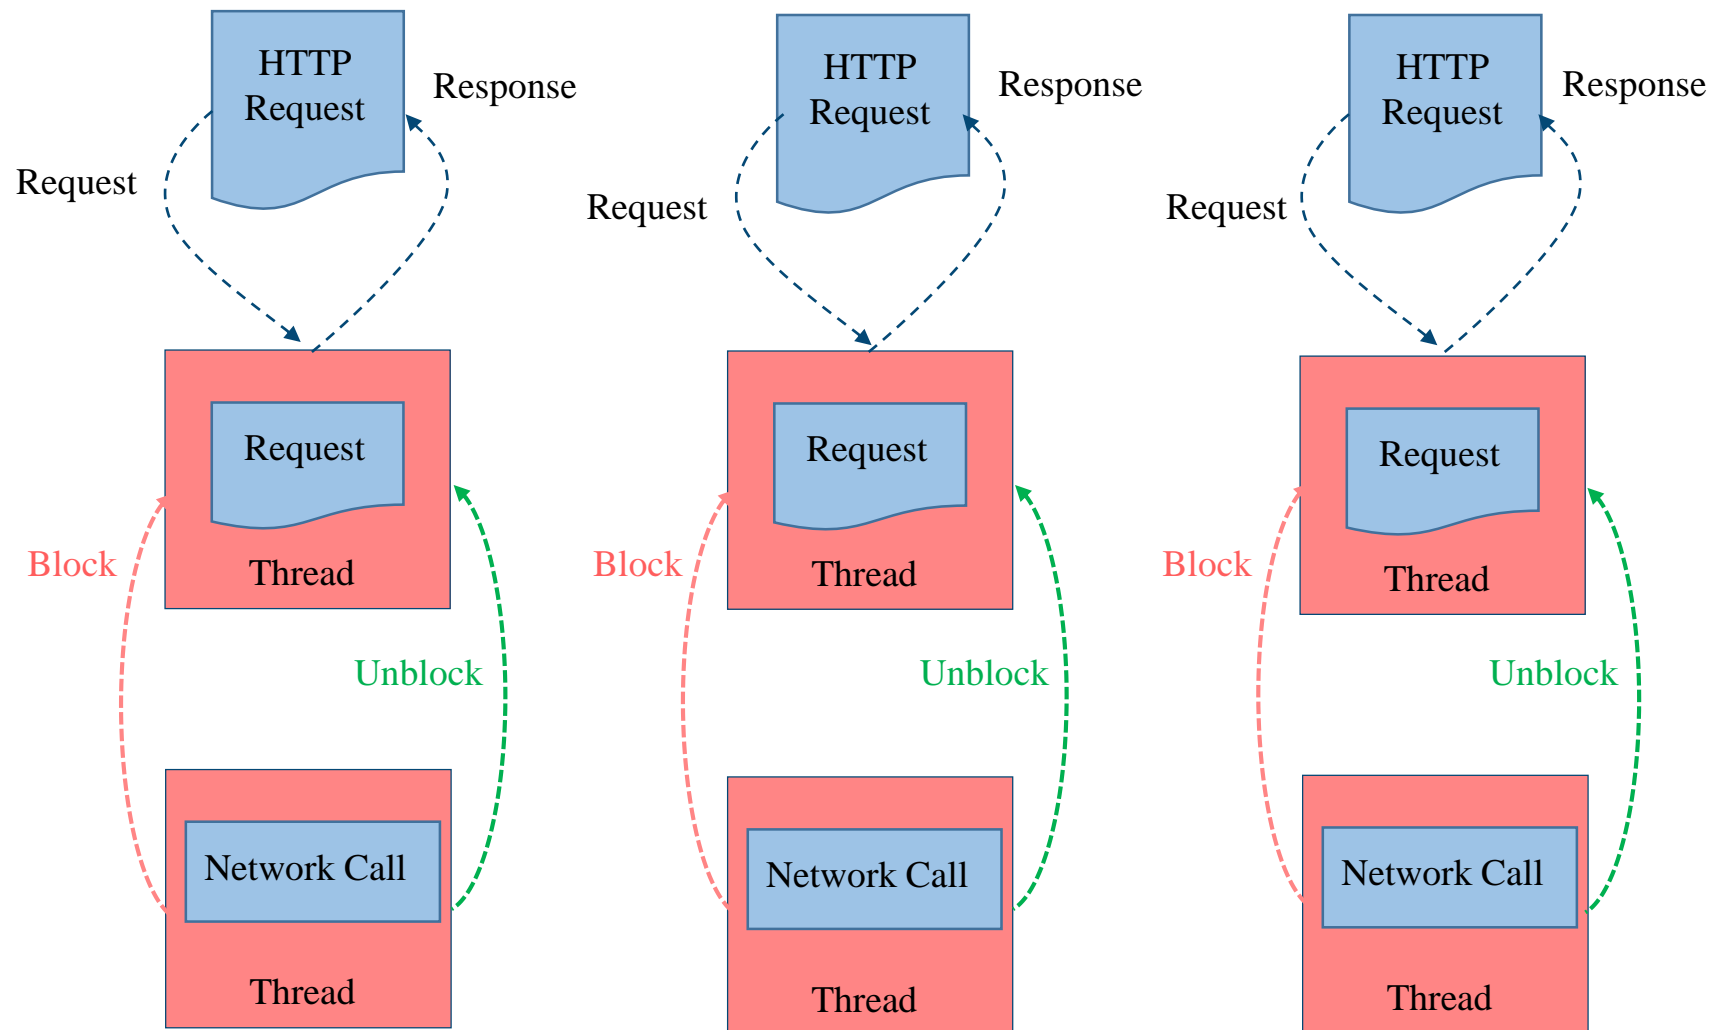 HTTP
Request
Response
Request
Request
Thread
Block
Unblock
Network Call
Thread
HTTP
Request
Response
Request
Request
Thread
Block
Unblock
Network Call
Thread
HTTP
Request
Response
Request
Request
Thread
Block
Unblock
Network Call
Thread